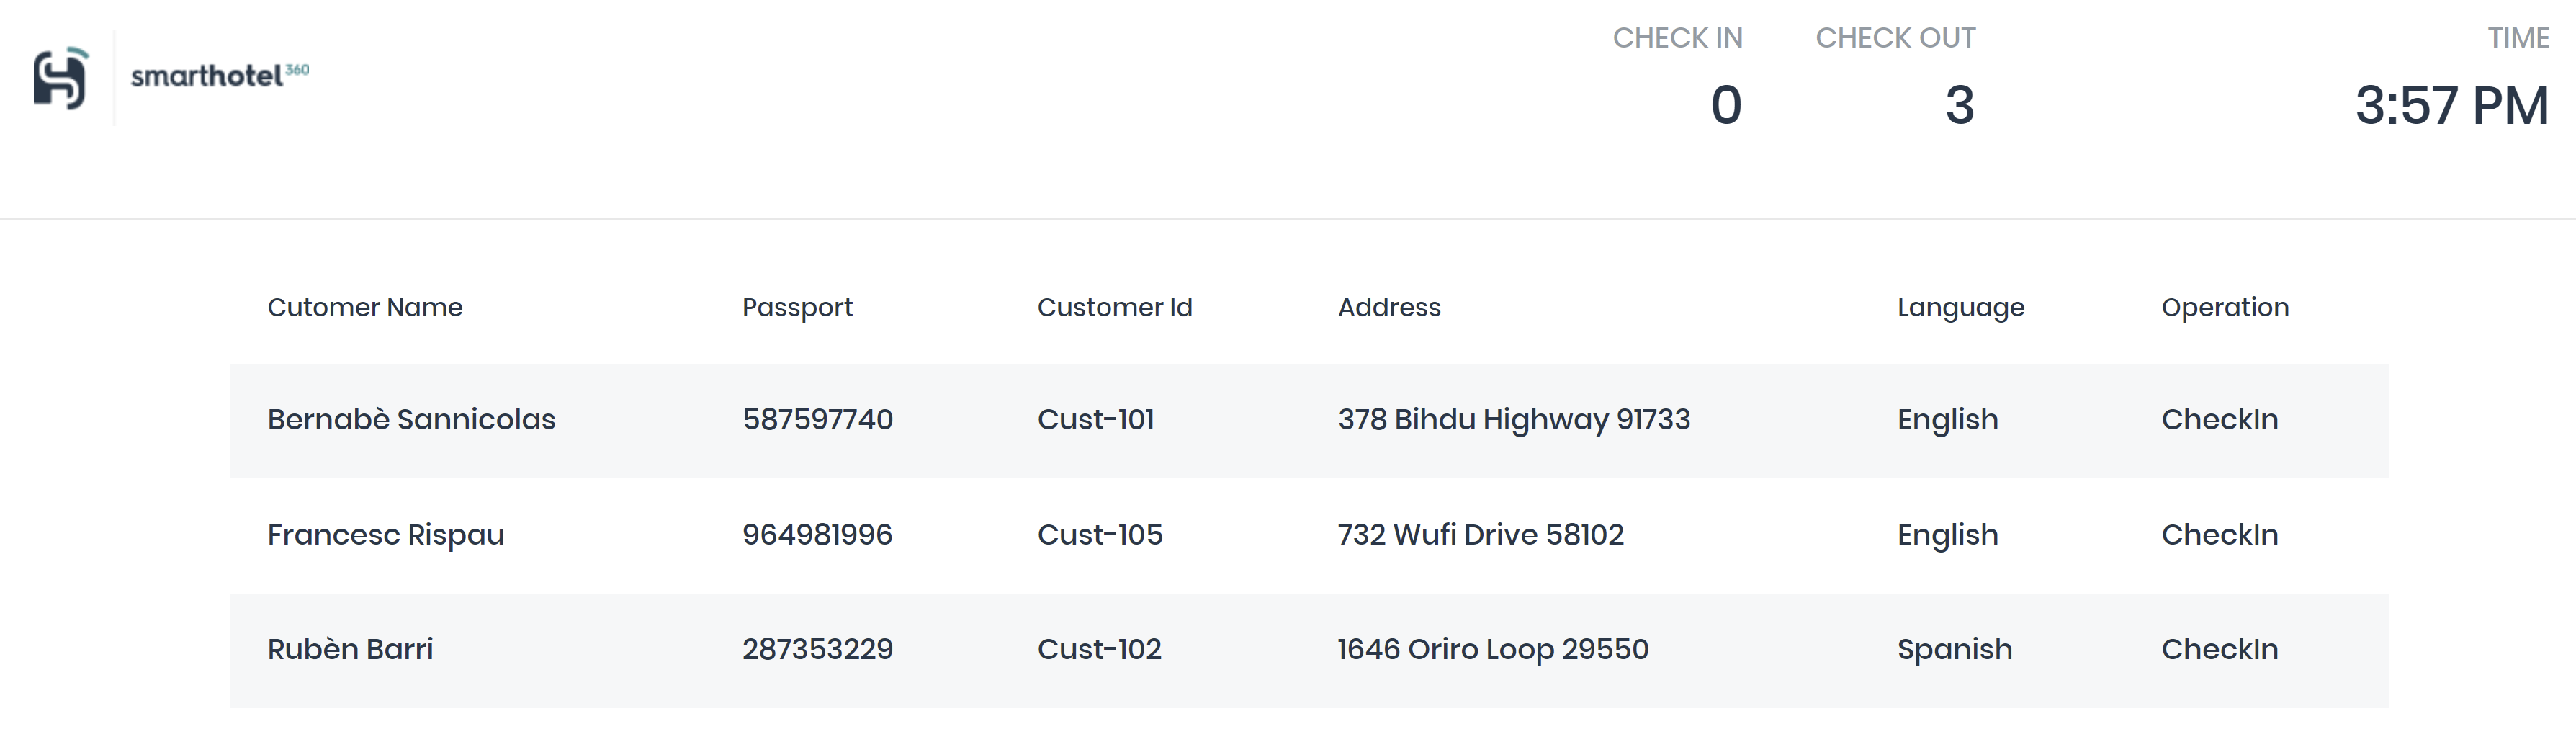 smarthotel360
CHECK IN CHECK OUT TIME
0 3 3:57 PM
Cutomer Name Passport Customer Id Address Language Operation
Bernabè Sannicolas 587597740 Cust-101 378 Bihdu Highway 91733 English CheckIn
Francesc Rispau 964981996 Cust-105 732 Wufi Drive 58102 English CheckIn
Rubèn Barri 287353229 Cust-102 1646 Oriro Loop 29550 Spanish CheckIn